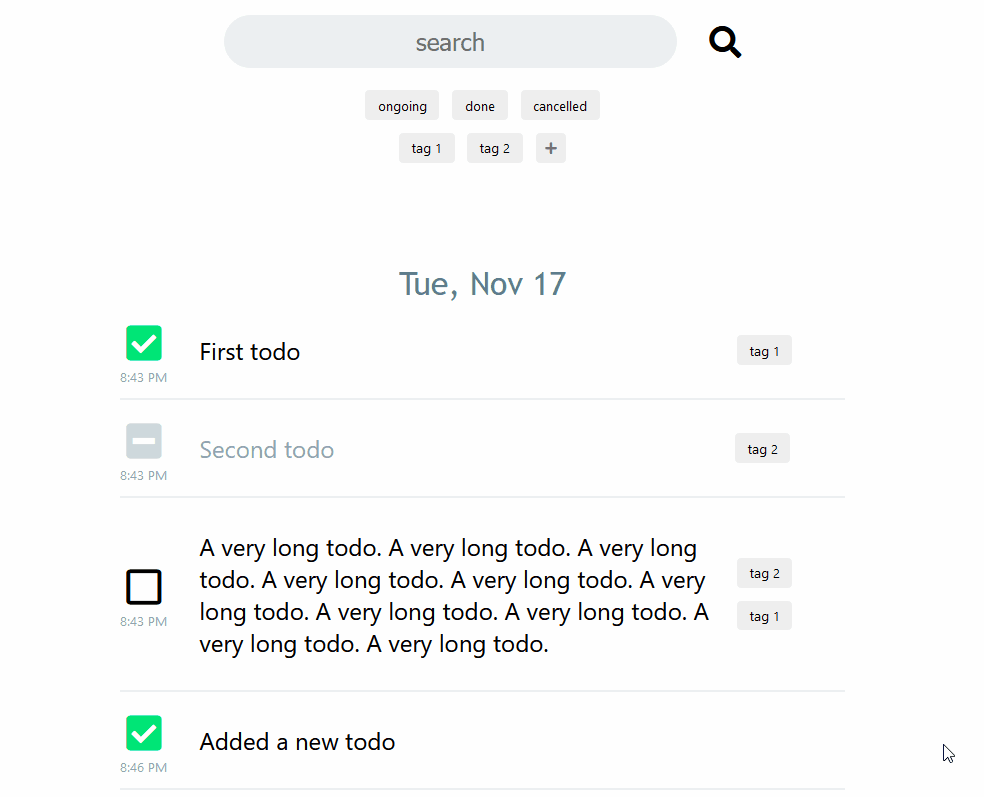 search
ongoing done cancelled
tag 1 tag 2 +
Tue, Nov 17
First todo tag 1
8:43 PM
Second todo tag 2
8:43 PM
A very long todo. A very long todo. A very long
todo. A very long todo. A very long todo. A very
long todo. A very long todo. A very long todo. A
very long todo. A very long todo.
tag 2
tag 1
8:43 PM
Added a new todo
8:46 PM